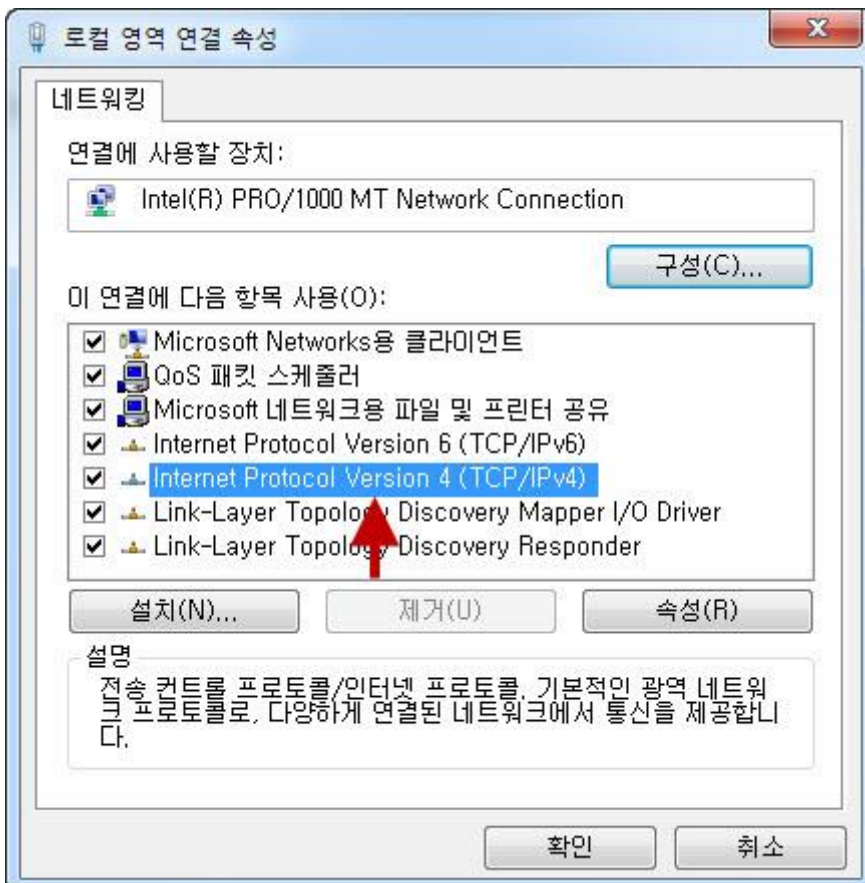 로컬 영역 연결 속성
네트워킹
연결에 사용할 장치:
Intel(R) PRO/1000 MT Network Connection
구성(C)...
이 연결에 다음 항목 사용(O):
Microsoft Networks용 클라이언트
QoS 패킷 스케줄러
Microsoft 네트워크용 파일 및 프린터 공유
Internet Protocol Version 6 (TCP/IPv6)
Internet Protocol Version 4 (TCP/IPv4)
Link-Layer Topology Discovery Mapper I/O Driver
Link-Layer Topology Discovery Responder
설치(N)... 제거(U) 속성(R)
설명
전송 컨트롤 프로토콜/인터넷 프로토콜. 기본적인 광역 네트워
크 프로토콜로, 다양하게 연결된 네트워크에서 통신을 제공합니
다.
확인 취소